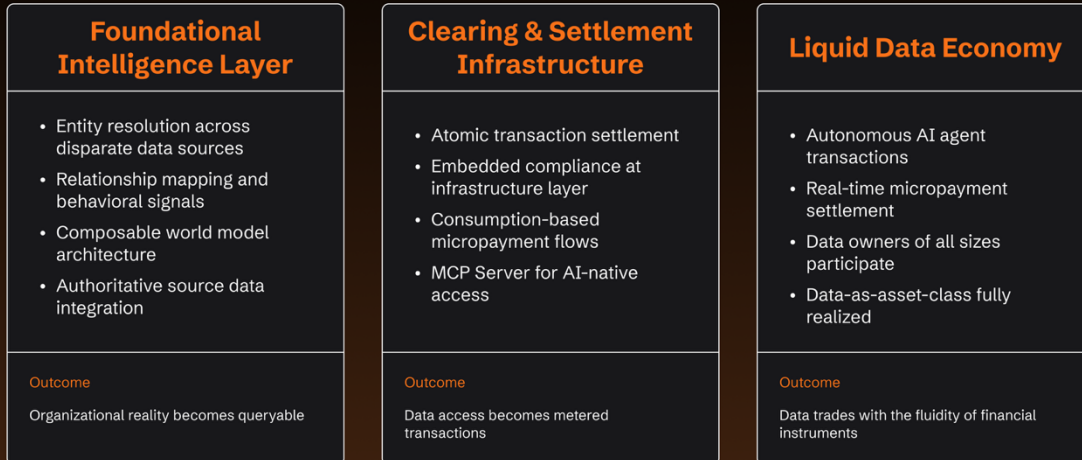 Foundational
Intelligence Layer
• Entity resolution across
disparate data sources
• Relationship mapping and
behavioral signals
• Composable world model
architecture
• Authoritative source data
integration
Outcome
Organizational reality becomes queryable
Clearing & Settlement
Infrastructure
• Atomic transaction settlement
• Embedded compliance at
infrastructure layer
• Consumption-based
micropayment flows
• MCP Server for AI-native
access
Outcome
Data access becomes metered
transactions
Liquid Data Economy
• Autonomous AI agent
transactions
• Real-time micropayment
settlement
• Data owners of all sizes
participate
• Data-as-asset-class fully
realized
Outcome
Data trades with the fluidity of financial
instruments